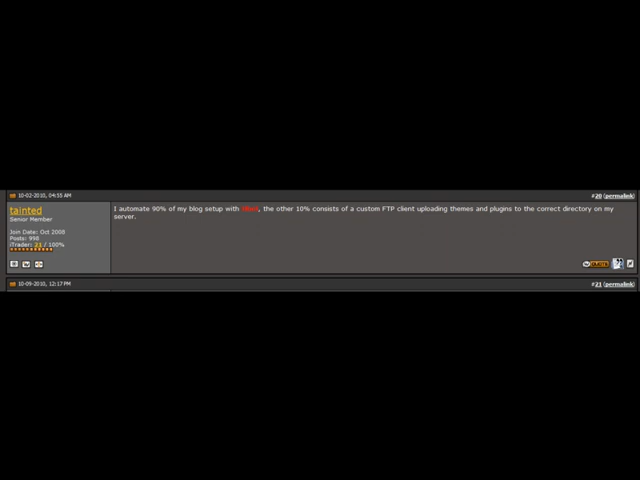 10-02-2010, 04:55 AM
#20 (permalink)
tainted
Senior Member
Join Date: Oct 2006
Posts: 998
iTrader: 21 / 100%
I automate 90% of my blog setup with , the other 10% consists of a custom FTP client uploading themes and plugins to the correct directory on my
server.
QUOTE
10-09-2010, 12:17 PM
#21 (permalink)